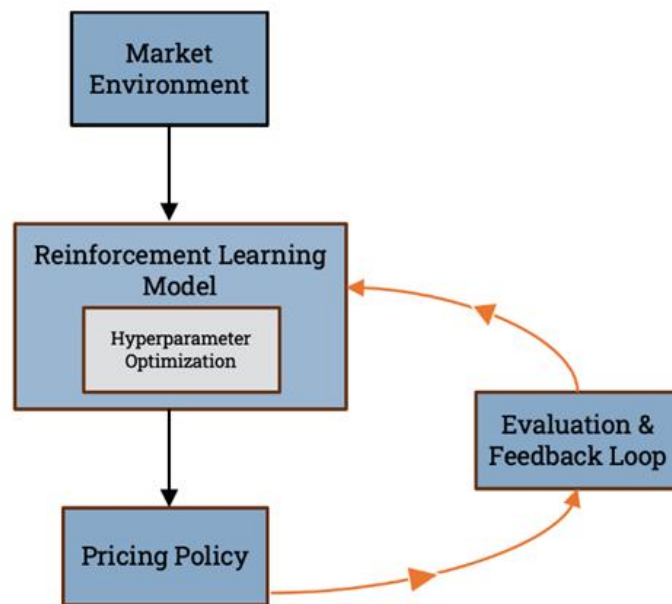 Market
Environment
Reinforcement Learning
Model
Hyperparameter
Optimization
Evaluation &
Feedback Loop
Pricing Policy